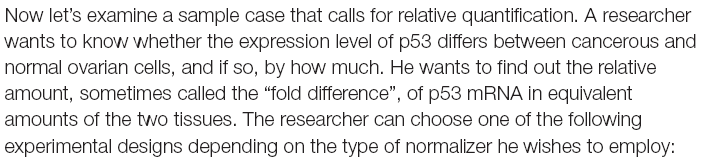 Now let’s examine a sample case that calls for relative quantification. A researcher
wants to know whether the expression level of p53 differs between cancerous and
normal ovarian cells, and if so, by how much. He wants to find out the relative
amount, sometimes called the “fold difference”, of p53 mRNA in equivalent
amounts of the two tissues. The researcher can choose one of the following
experimental designs depending on the type of normalizer he wishes to employ: